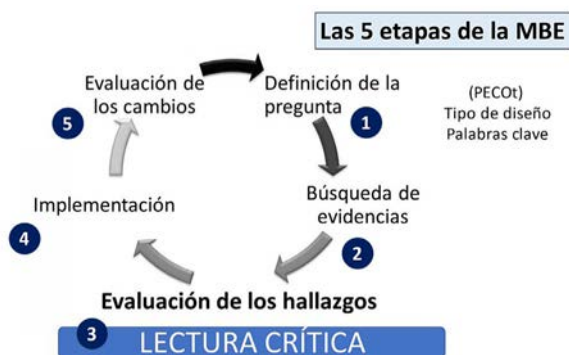 Las 5 etapas de la MBE
Evaluación de
los cambios
5
Definición de la
pregunta
1
(PECOt)
Tipo de diseño
Palabras clave
Búsqueda de
evidencias
2
Implementación
4
Evaluación de los hallazgos
3
LECTURA CRÍTICA